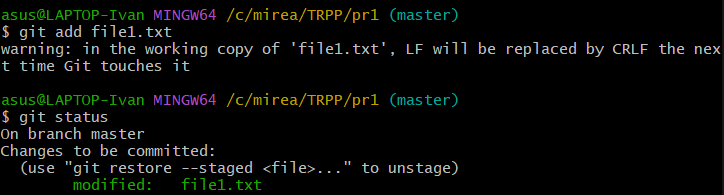 asus@LAPTOP-Ivan MINGW64 /c/mirea/TRPP/pr1 (master)
$ git add file1.txt
warning: in the working copy of 'file1.txt', LF will be replaced by CRLF the nex
t time Git touches it
asus@LAPTOP-Ivan MINGW64 /c/mirea/TRPP/pr1 (master)
$ git status
On branch master
Changes to be committed:
  (use "git restore --staged <file>..." to unstage)
        modified:   file1.txt